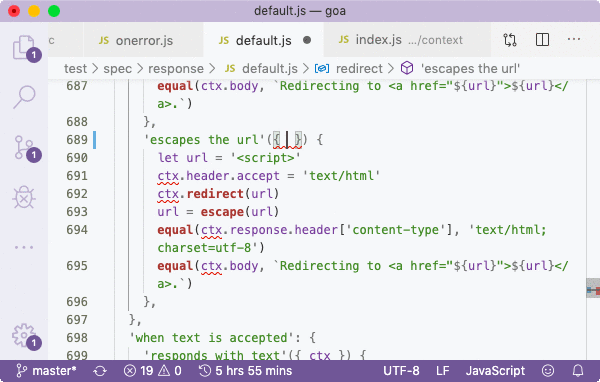 default.js — goa
c
JS onerror.js
JS default.js
JS index.js .../context
test > spec > response > JS default.js > redirect > 'escapes the url'
1
1
1
687 equal(ctx.body, `Redirecting to <a href="${url}">${url}</
a>.`)
688 },
689 'escapes the url'({ }) {
690 let url = '<script>'
691 ctx.header.accept = 'text/html'
692 ctx.redirect(url)
693 url = escape(url)
694 equal(ctx.response.header['content-type'], 'text/html;
charset=utf-8')
695 equal(ctx.body, `Redirecting to <a href="${url}">${url}</
a>.`)
696 },
697 },
698 'when text is accepted': {
699 'responds with text'({ ctx }) {
master* 19 0 5 hrs 55 mins UTF-8 LF JavaScript